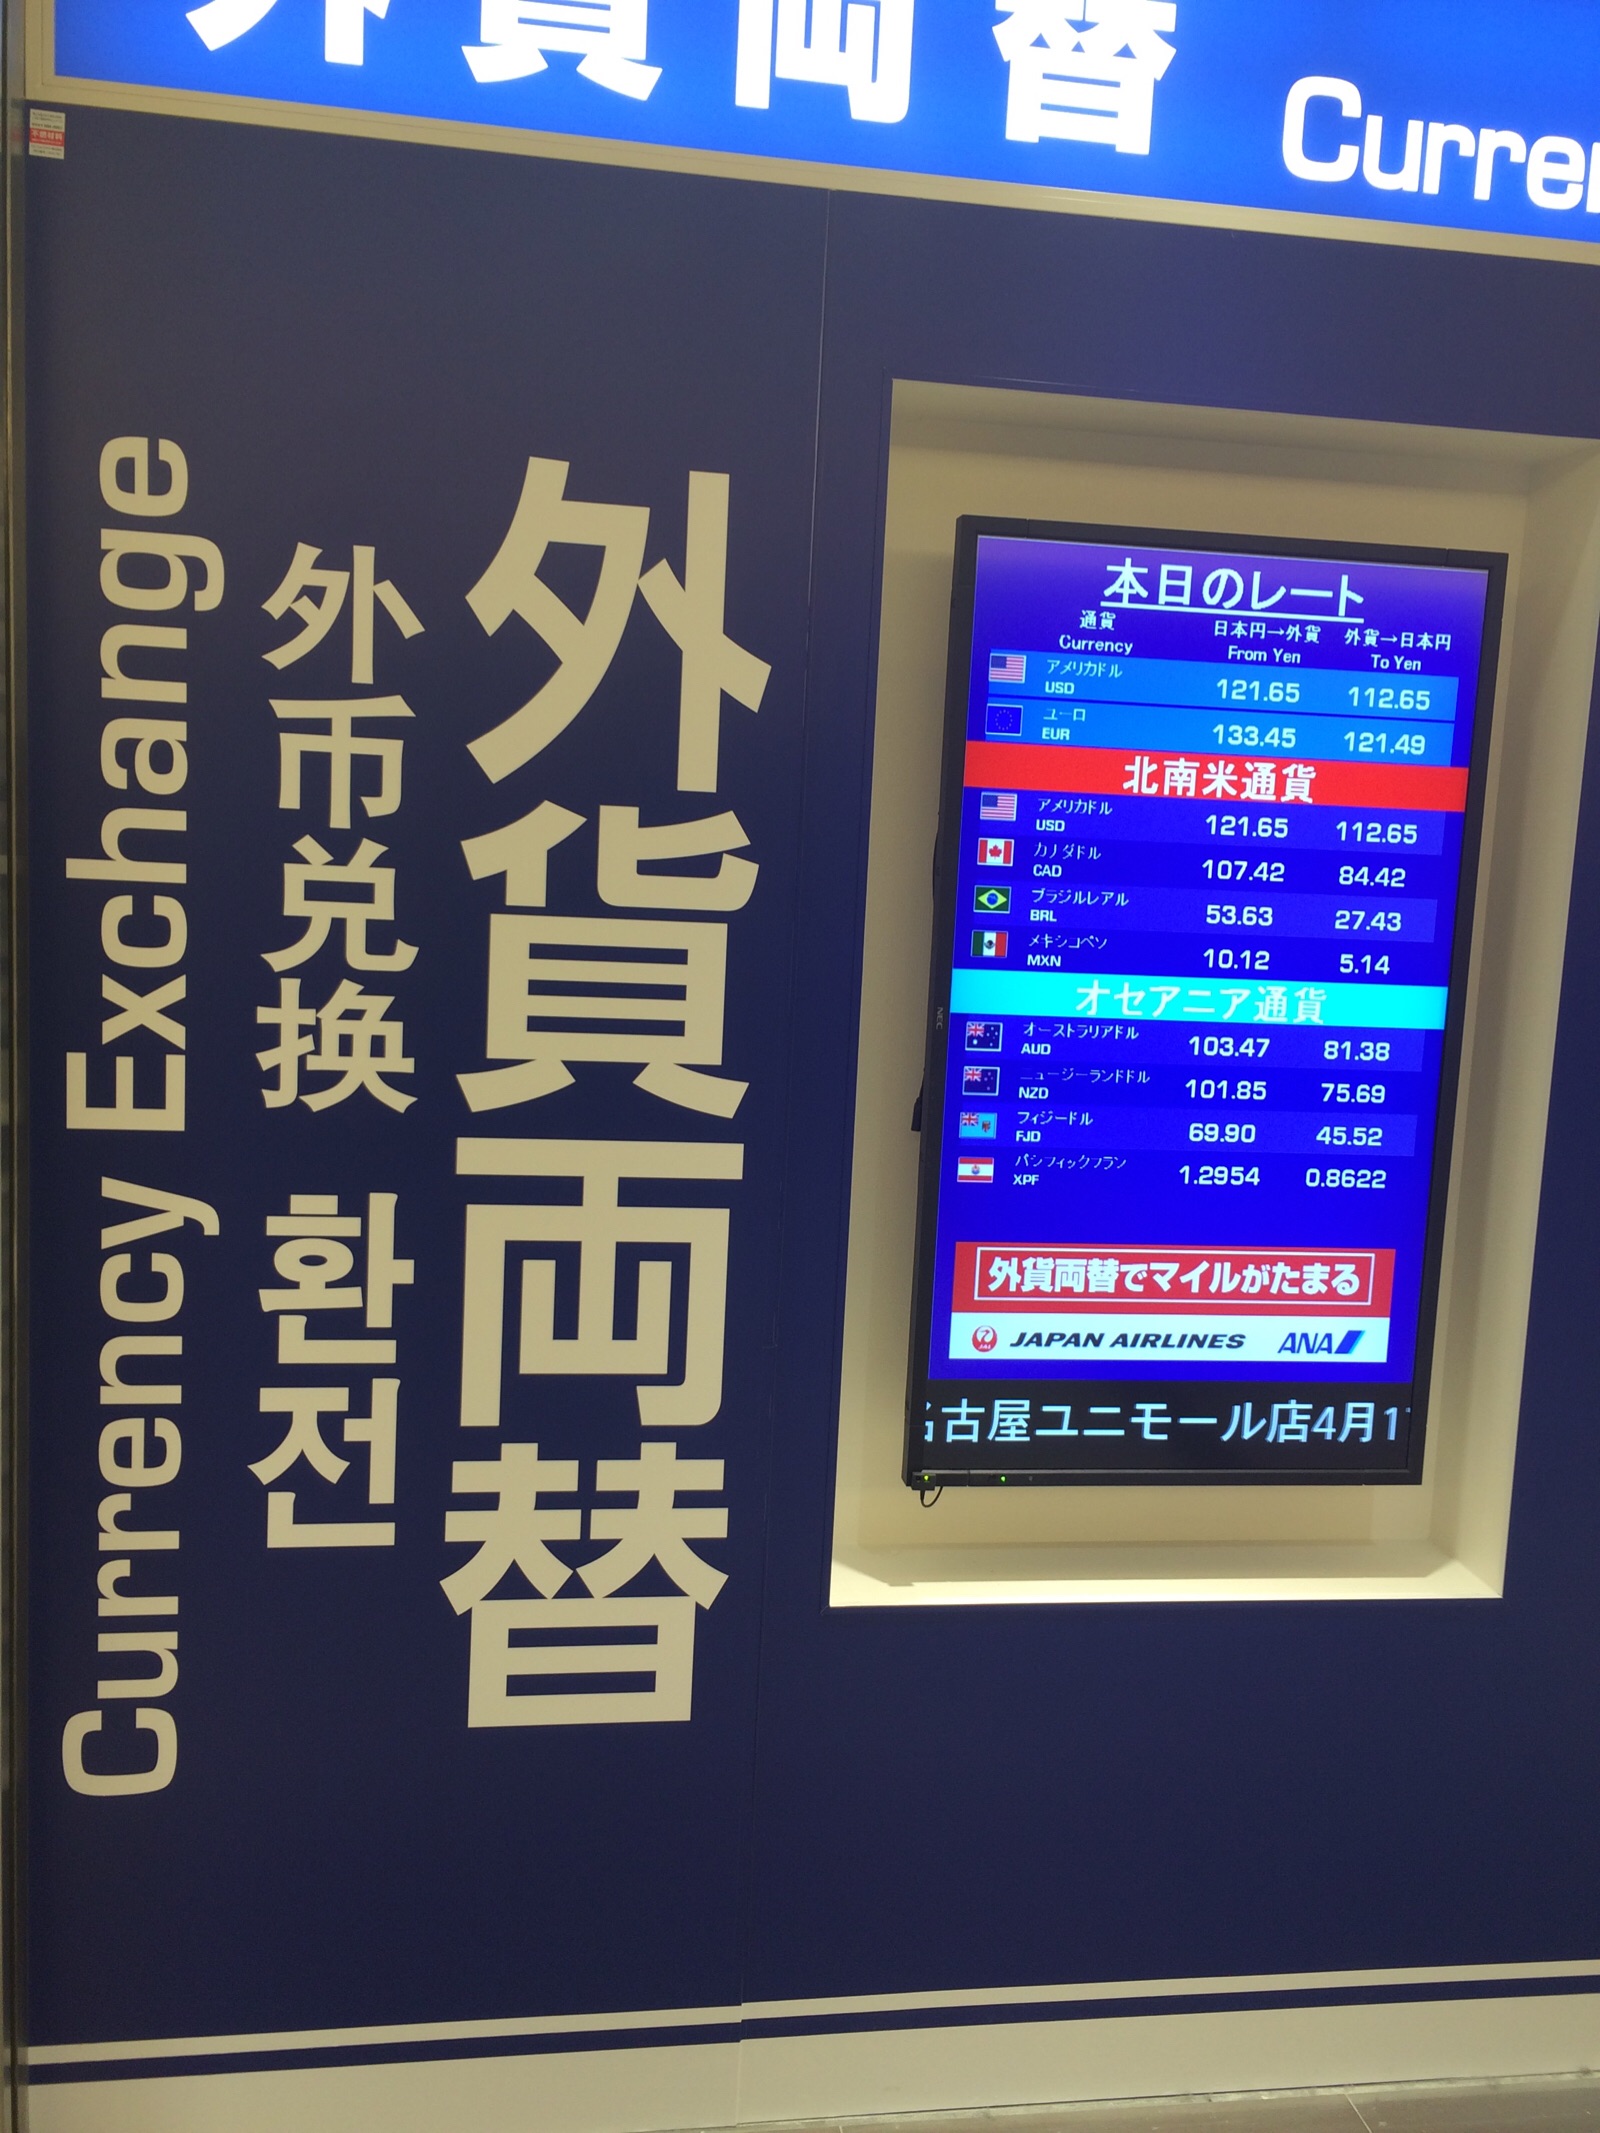 外貨両替 Curre
外貨両替
外币兑换 환전
Currency Exchange
本日のレート
通貨 日本円→外貨 外貨→日本円
Currency From Yen To Yen
アメリカドル
USD 121.65 112.65
ユーロ
EUR 133.45 121.49
北南米通貨
アメリカドル
USD 121.65 112.65
カナダドル
CAD 107.42 84.42
ブラジルレアル
BRL 53.63 27.43
メキシコペソ
MXN 10.12 5.14
オセアニア通貨
オーストラリアドル
AUD 103.47 81.38
ニュージーランドドル
NZD 101.85 75.69
フィジードル
FJD 69.90 45.52
パシフィックフラン
XPF 1.2954 0.8622
外貨両替でマイルがたまる
JAL JAPAN AIRLINES ANA
名古屋ユニモール店4月1
NEC